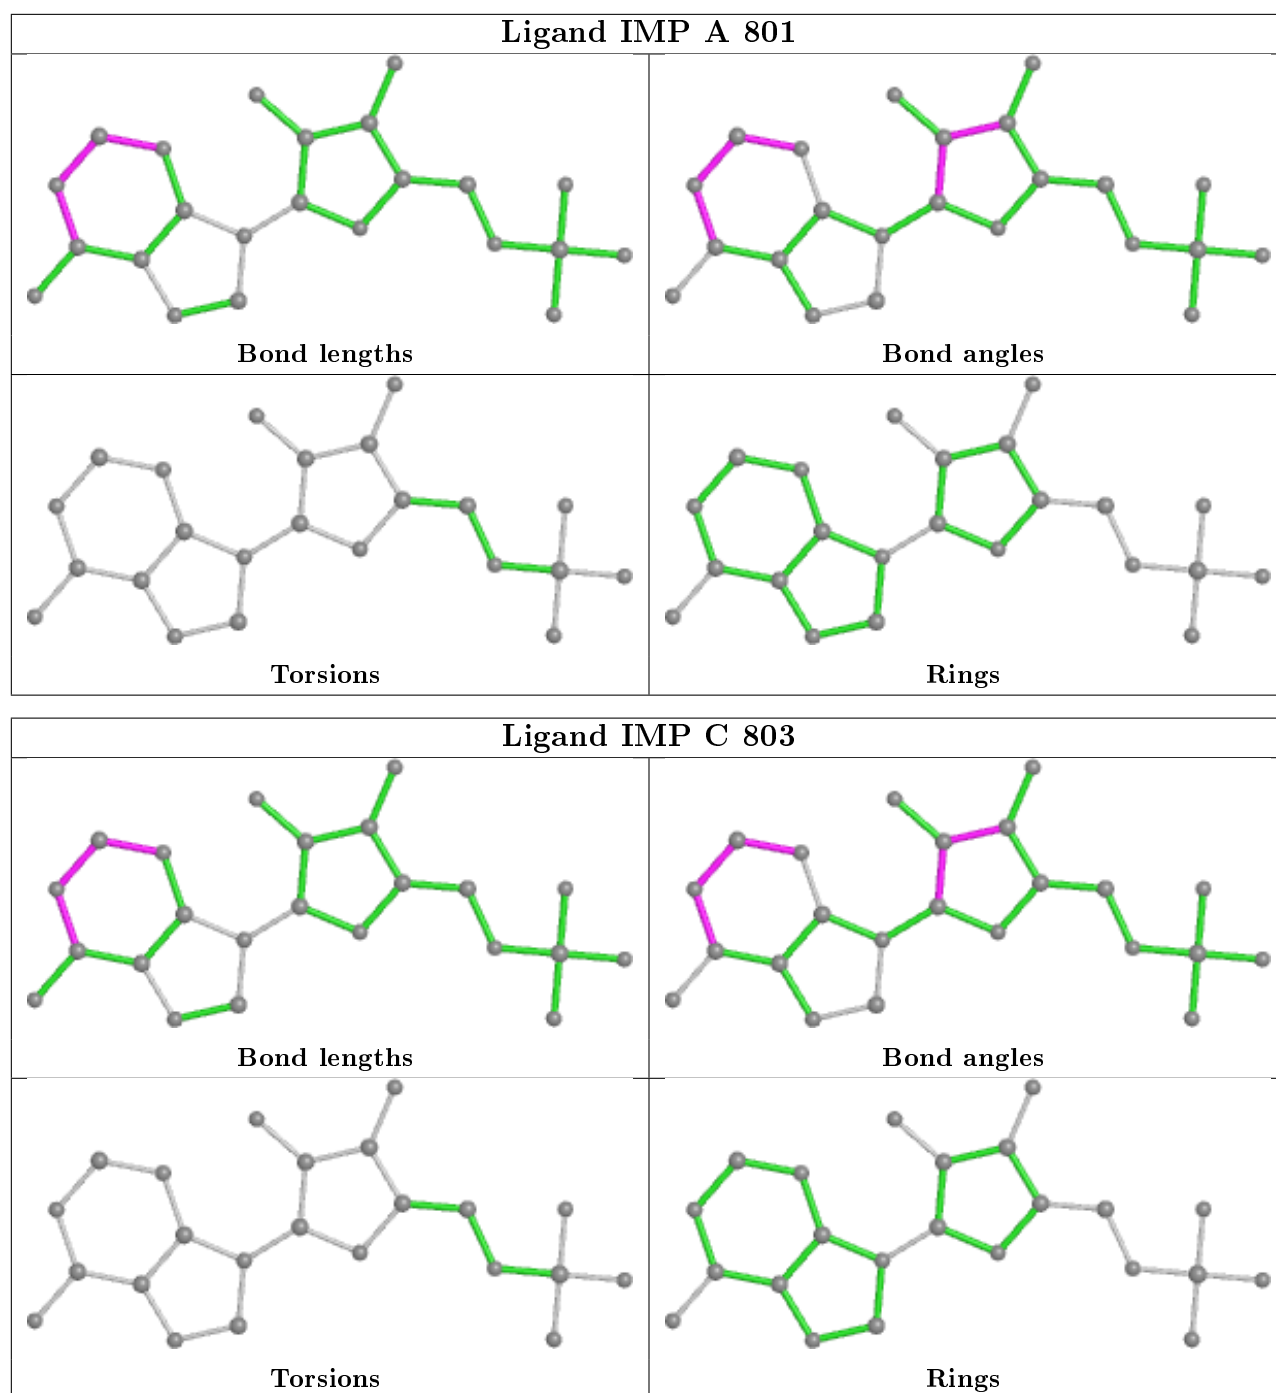 Ligand IMP A 801
Bond lengths
Bond angles
Torsions
Rings
Ligand IMP C 803
Bond lengths
Bond angles
Torsions
Rings